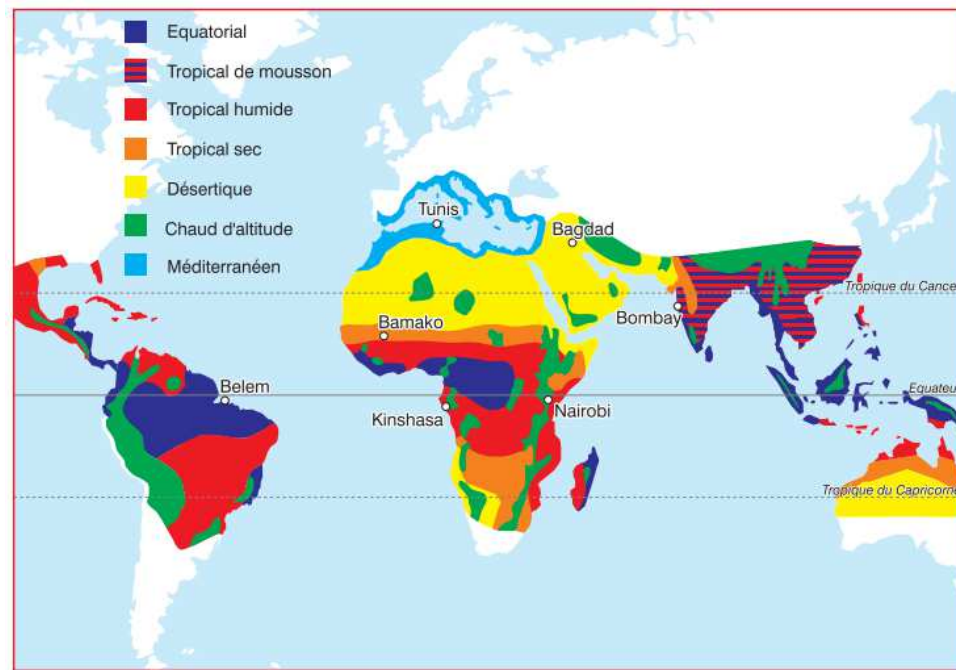 Equatorial
Tropical de mousson
Tropical humide
Tropical sec
Désertique
Chaud d'altitude
Méditerranéen
Tunis
Bagdad
Tropique du Cance
Bombay
Bamako
Belem
Equateu
Kinshasa
Nairobi
Tropique du Capricorne